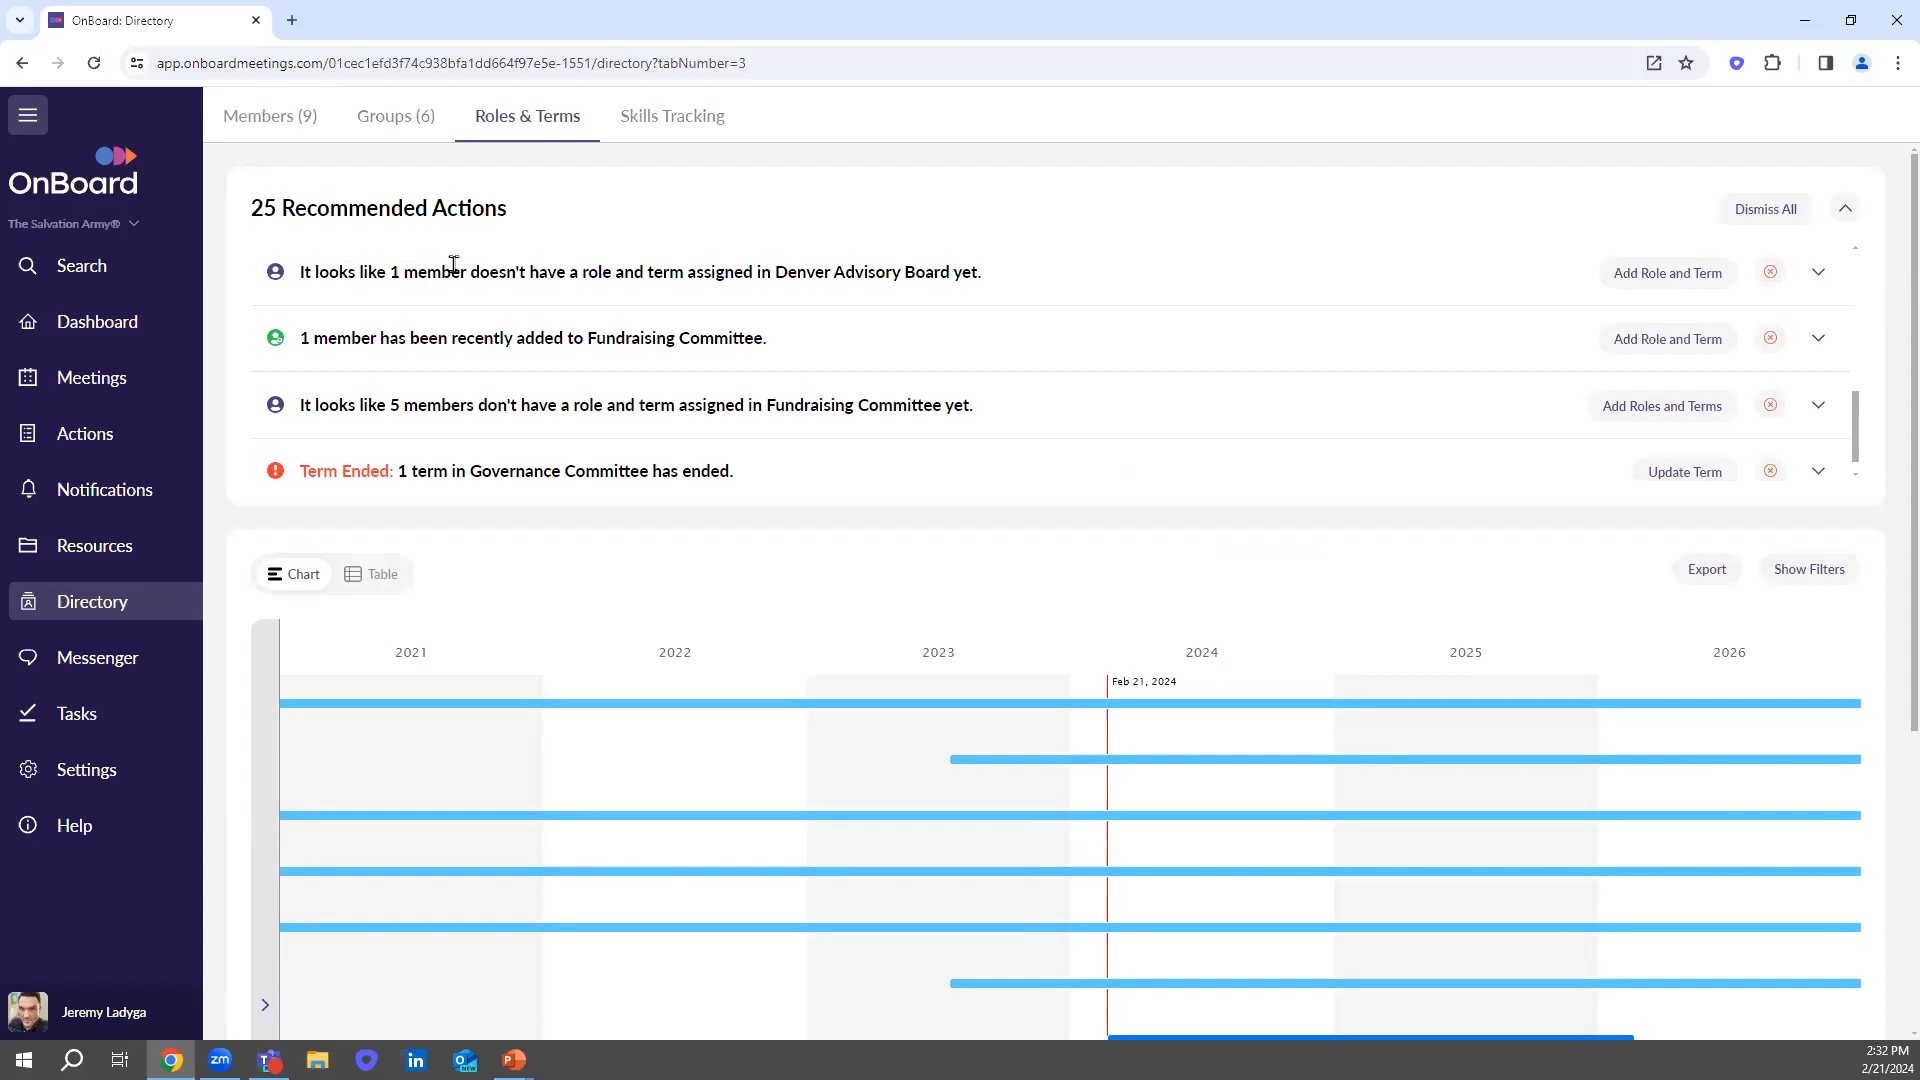 OnBoard: Directory
app.onboardmeetings.com/01cec1efd3f74c938bfa1dd664f97e5e-1551/directory?tabNumber=3
OnBoard
The Salvation Army®
Search
Dashboard
Meetings
Actions
Notifications
Resources
Directory
Messenger
Tasks
Settings
Help
Jeremy Ladyga
Members (9)
Groups (6)
Roles & Terms
Skills Tracking
25 Recommended Actions
Dismiss All
It looks like 1 member doesn't have a role and term assigned in Denver Advisory Board yet.
Add Role and Term
1 member has been recently added to Fundraising Committee.
Add Role and Term
It looks like 5 members don't have a role and term assigned in Fundraising Committee yet.
Add Roles and Terms
Term Ended: 1 term in Governance Committee has ended.
Update Term
Chart
Table
Export
Show Filters
2021
2022
2023
2024
2025
2026
Feb 21, 2024
zm
T
in
O
NEW
P
2:32 PM
2/21/2024